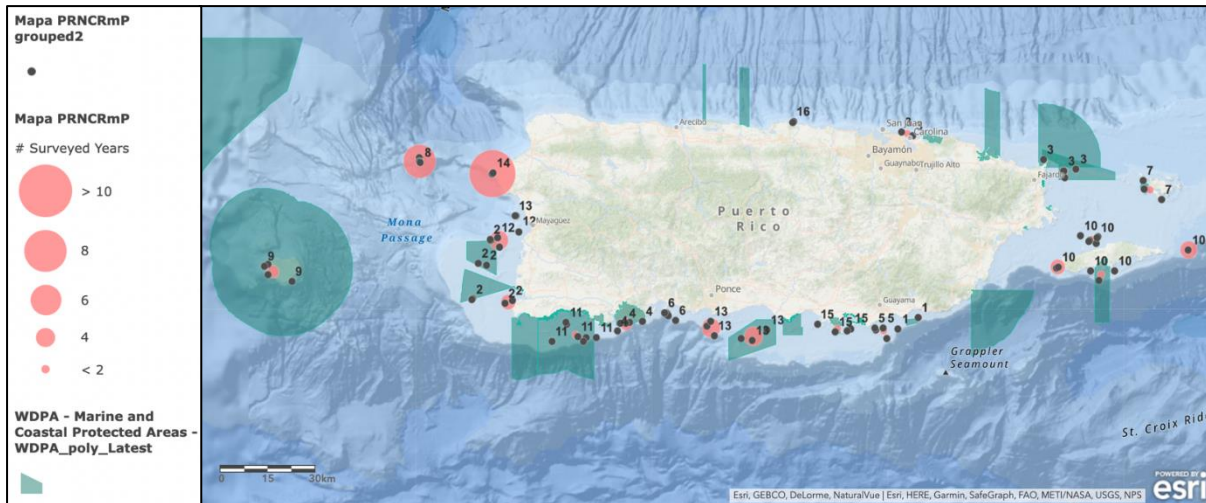 Mapa PRNCRmP
grouped2
Mapa PRNCRmP
# Surveyed Years
> 10
8
6
4
< 2
WDPA - Marine and
Coastal Protected Areas -
WDPA_poly_Latest
16
Arecibo
San Juan
Carolina
Bayamón
Guaynabo
Trujillo Alto
3
3
3
Fajardo
8
14
7
7
13
Mayagüez
12
2
12
Mona
Passage
Puerto
Rico
10
10
10
10
10
10
9
9
2
2
2
2
2
Ponce
Guayama
11
11
11
4
4
6
6
13
13
13
13
15
15
15
5
5
1
1
Grappler
Seamount
St. Croix Ridg
0
15
30km
Esri, GEBCO, DeLorme, NaturalVue | Esri, HERE, Garmin, SafeGraph, FAO, METI/NASA, USGS, NPS
POWERED BY
esri